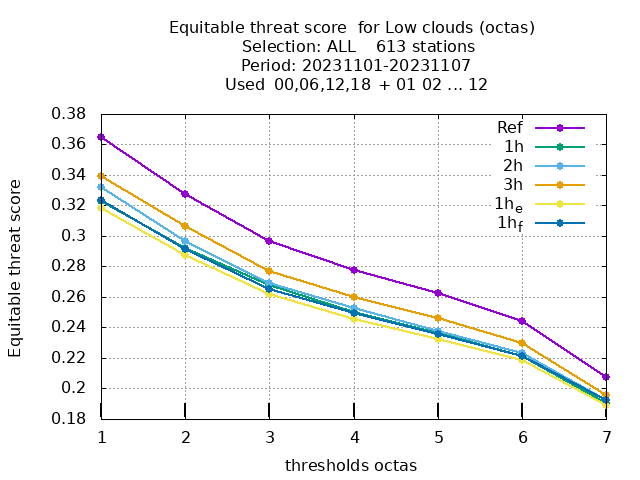 Equitable threat score  for Low clouds (octas)
Selection: ALL    613 stations
Period: 20231101-20231107
Used  00,06,12,18 + 01 02 ... 12
Equitable threat score
0.38
0.36
0.34
0.32
0.3
0.28
0.26
0.24
0.22
0.2
0.18
Ref
1h
2h
3h
1he
1hf
1 2 3 4 5 6 7
thresholds octas